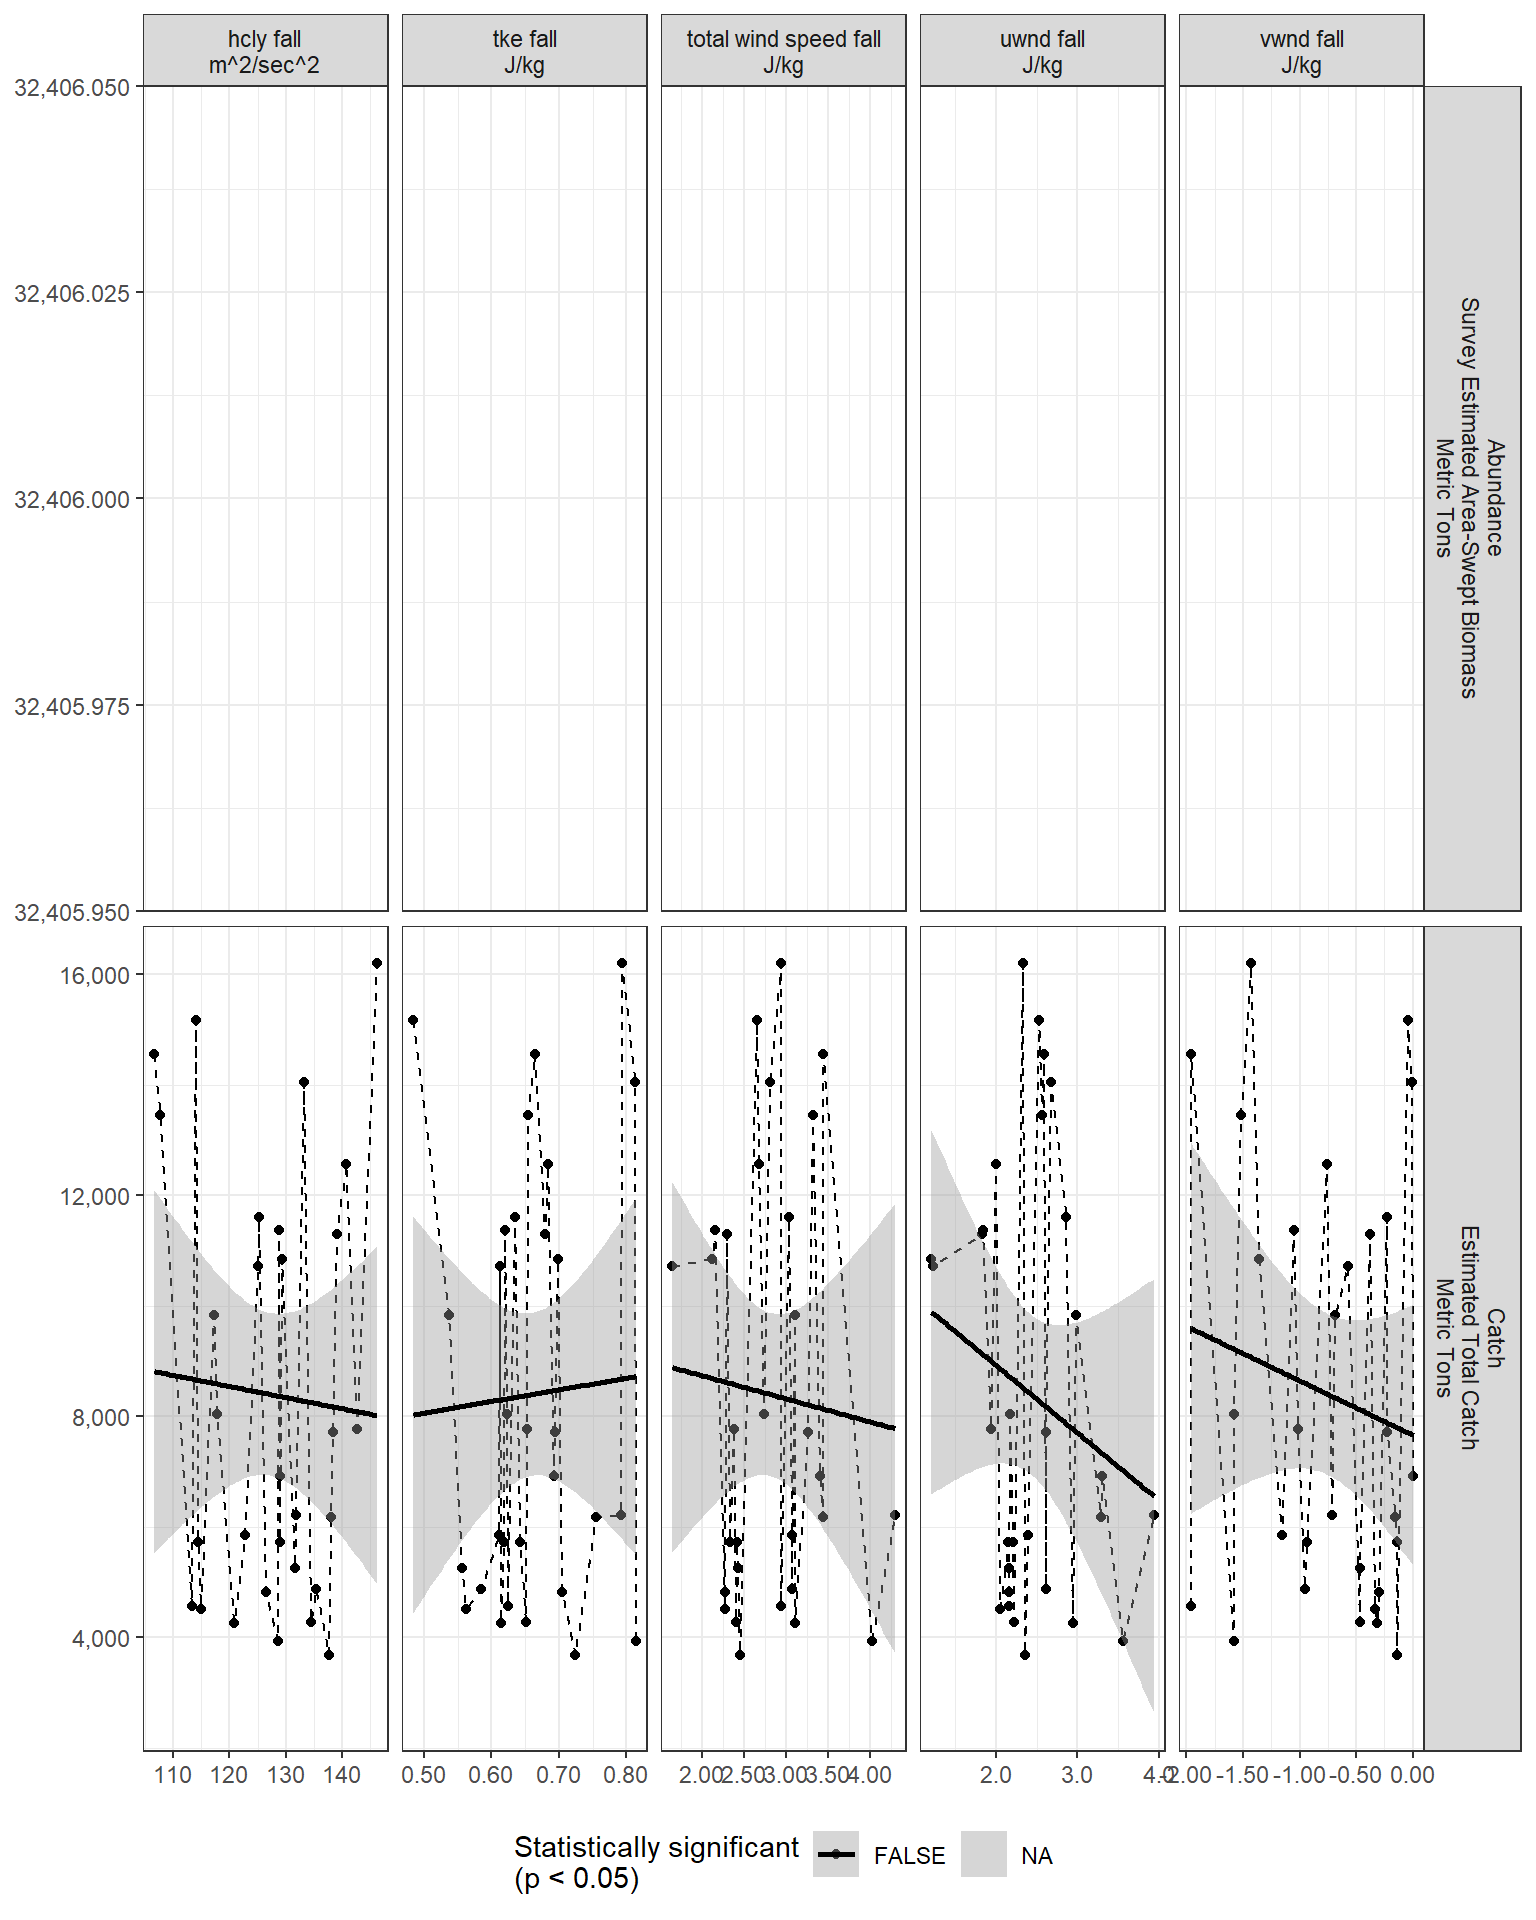 hcly fall
m^2/sec^2
tke fall
J/kg
total wind speed fall
J/kg
uwnd fall
J/kg
vwnd fall
J/kg
32,406.050
32,406.025
32,406.000
32,405.975
32,405.950
Abundance
Survey Estimated Area-Swept Biomass
Metric Tons
16,000
12,000
8,000
4,000
Catch
Estimated Total Catch
Metric Tons
110 120 130 140
0.50 0.60 0.70 0.80
2.00 2.50 3.00 3.50 4.00
2.0 3.0 4.0
-2.00 -1.50 -1.00 -0.50 0.00
Statistically significant
(p < 0.05)
FALSE
NA